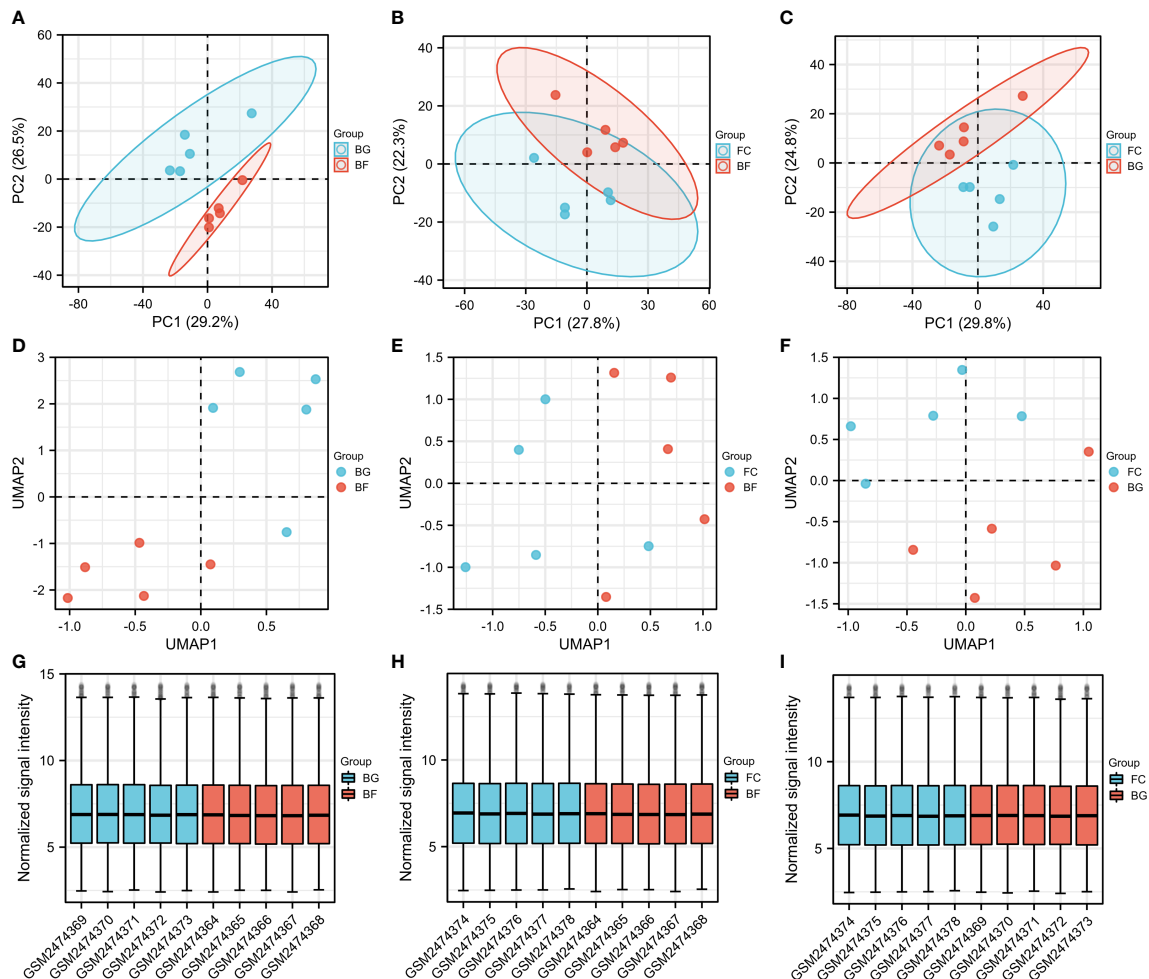 A
60
40
20
0
-20
-40
-80
-40
0
40
PC2 (26.5%)
PC1 (29.2%)
Group
BG
BF
B
40
20
0
-20
-40
-60
-30
0
30
60
PC2 (22.3%)
PC1 (27.8%)
Group
FC
BF
C
40
20
0
-20
-40
-80
-40
0
40
PC2 (24.8%)
PC1 (29.8%)
Group
FC
BG
D
3
2
1
0
-1
-2
-1.0
-0.5
0.0
0.5
UMAP2
UMAP1
Group
BG
BF
E
1.5
1.0
0.5
0.0
-0.5
-1.0
-1.5
-1.0
-0.5
0.0
0.5
1.0
UMAP2
UMAP1
Group
FC
BF
F
1.5
1.0
0.5
0.0
-0.5
-1.0
-1.5
-1.0
-0.5
0.0
0.5
1.0
UMAP2
UMAP1
Group
FC
BG
G
15
10
5
Normalized signal intensity
GSM2474369
GSM2474370
GSM2474371
GSM2474372
GSM2474373
GSM2474364
GSM2474365
GSM2474366
GSM2474367
GSM2474368
Group
BG
BF
H
10
5
Normalized signal intensity
GSM2474374
GSM2474375
GSM2474376
GSM2474377
GSM2474378
GSM2474364
GSM2474365
GSM2474366
GSM2474367
GSM2474368
Group
FC
BF
I
10
5
Normalized signal intensity
GSM2474374
GSM2474375
GSM2474376
GSM2474377
GSM2474378
GSM2474369
GSM2474370
GSM2474371
GSM2474372
GSM2474373
Group
FC
BG